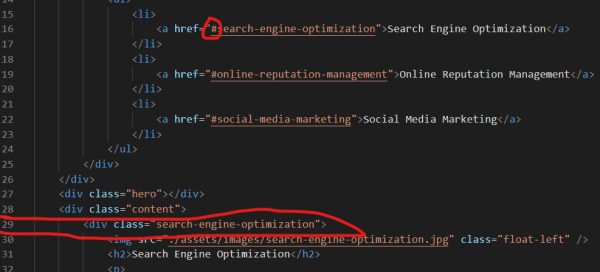 14 <ul>
15 <li>
16 <a href="#search-engine-optimization">Search Engine Optimization</a>
17 </li>
18 <li>
19 <a href="#online-reputation-management">Online Reputation Management</a>
20 </li>
21 <li>
22 <a href="#social-media-marketing">Social Media Marketing</a>
23 </li>
24 </ul>
25 </div>
26 </div>
27 <div class="hero"></div>
28 <div class="content">
29 <div class="search-engine-optimization">
30 <img src="./assets/images/search-engine-optimization.jpg" class="float-left" />
31 <h2>Search Engine Optimization</h2>
32 <p>